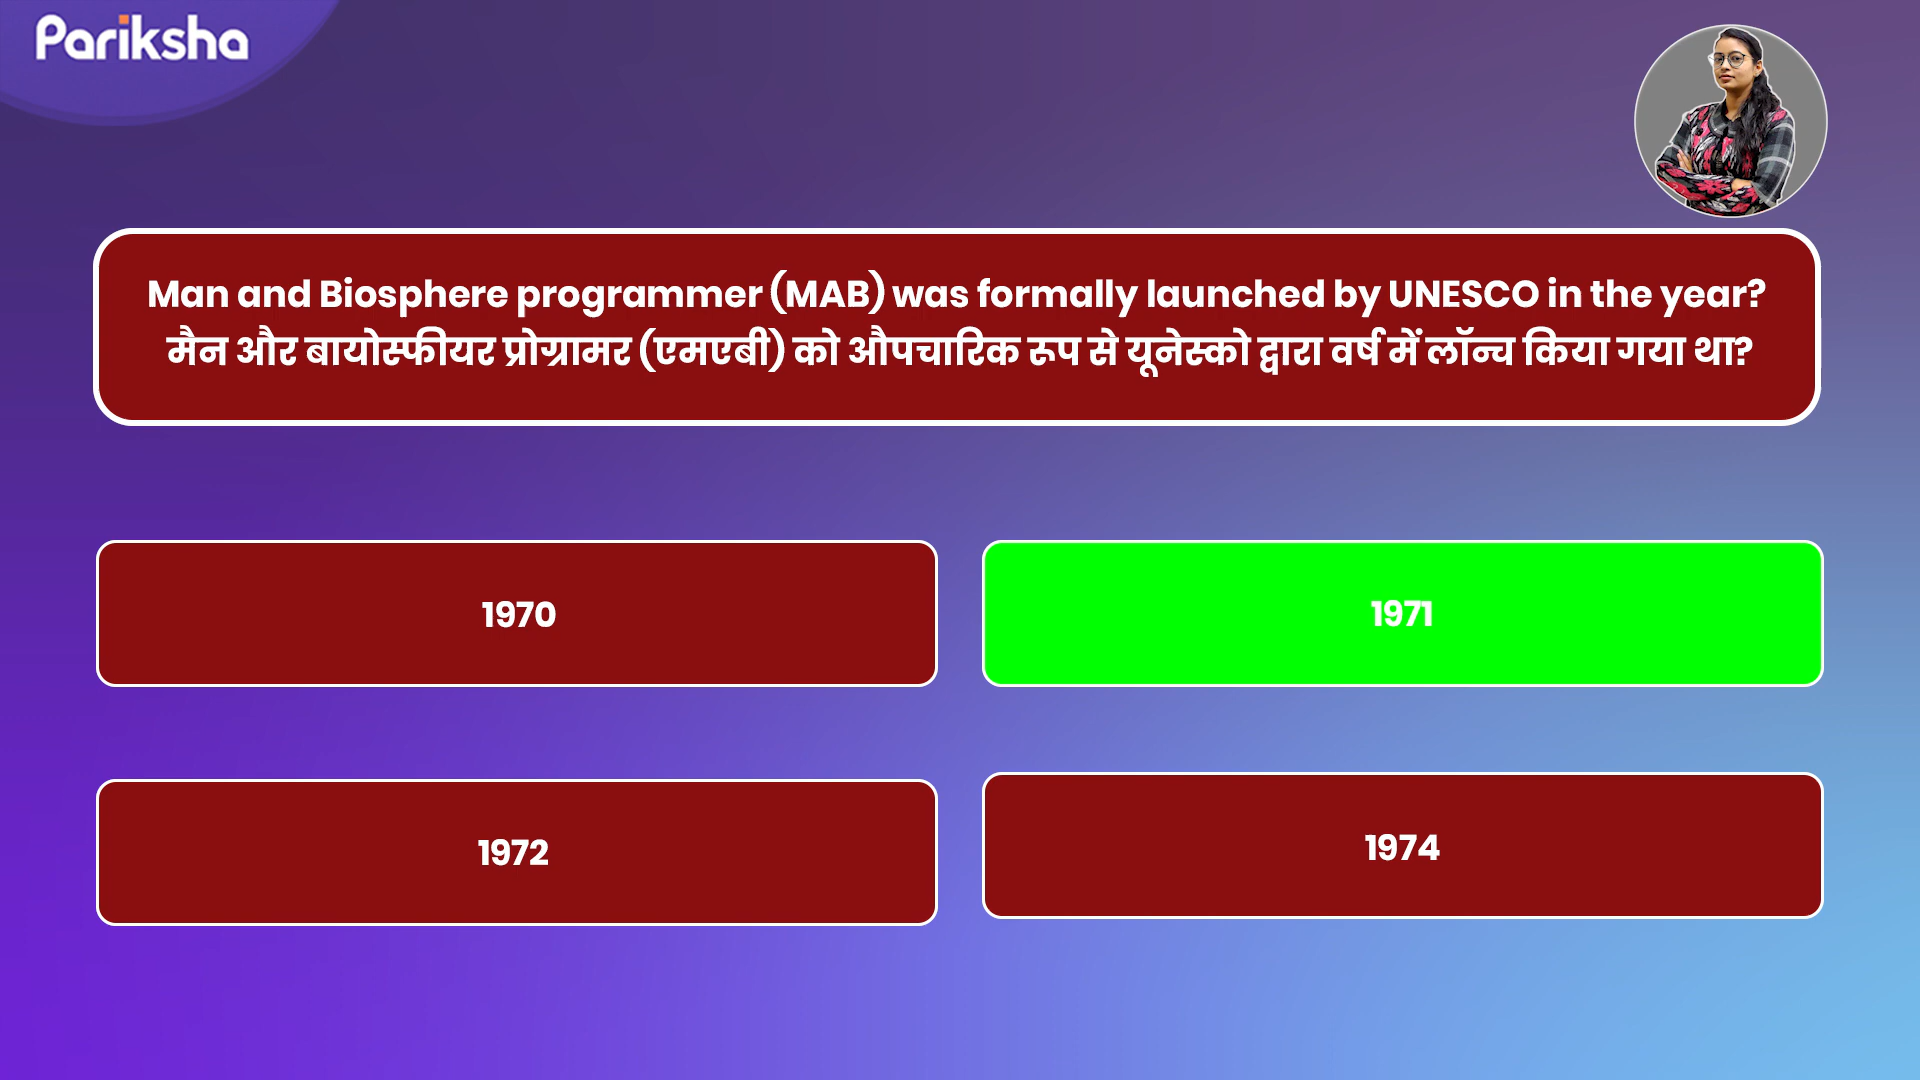 Pariksha
Man and Biosphere programmer (MAB) was formally launched by UNESCO in the year?
मैन और बायोस्फीयर प्रोग्रामर (एमएबी) को औपचारिक रूप से यूनेस्को द्वारा वर्ष में लॉन्च किया गया था?
1970
1971
1972
1974